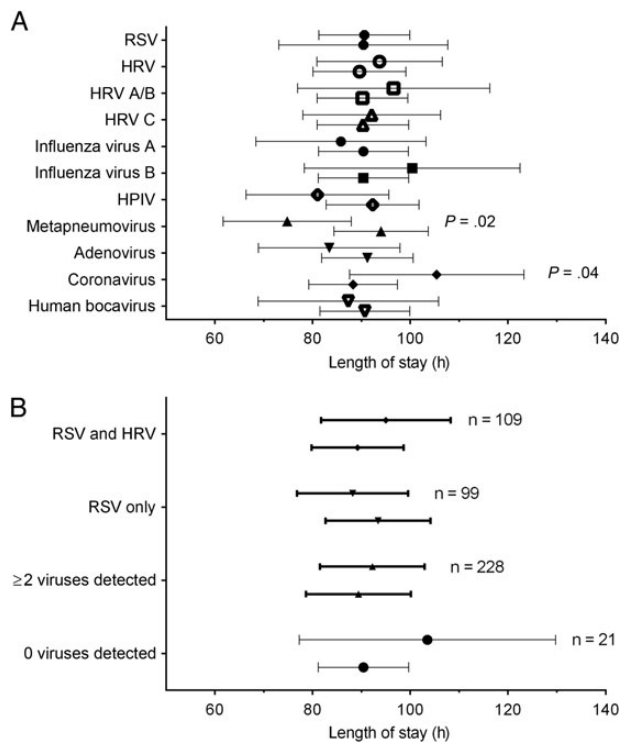 A
RSV
HRV
HRV A/B
HRV C
Influenza virus A
Influenza virus B
HPIV
Metapneumovirus P = .02
Adenovirus
Coronavirus P = .04
Human bocavirus
60 80 100 120 140
Length of stay (h)
B
RSV and HRV n = 109
RSV only n = 99
≥2 viruses detected n = 228
0 viruses detected n = 21
60 80 100 120 140
Length of stay (h)